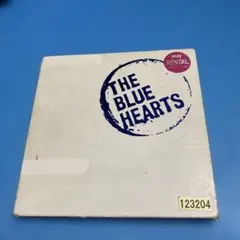 RENTAL
THE
BLUE
HEARTS
123204